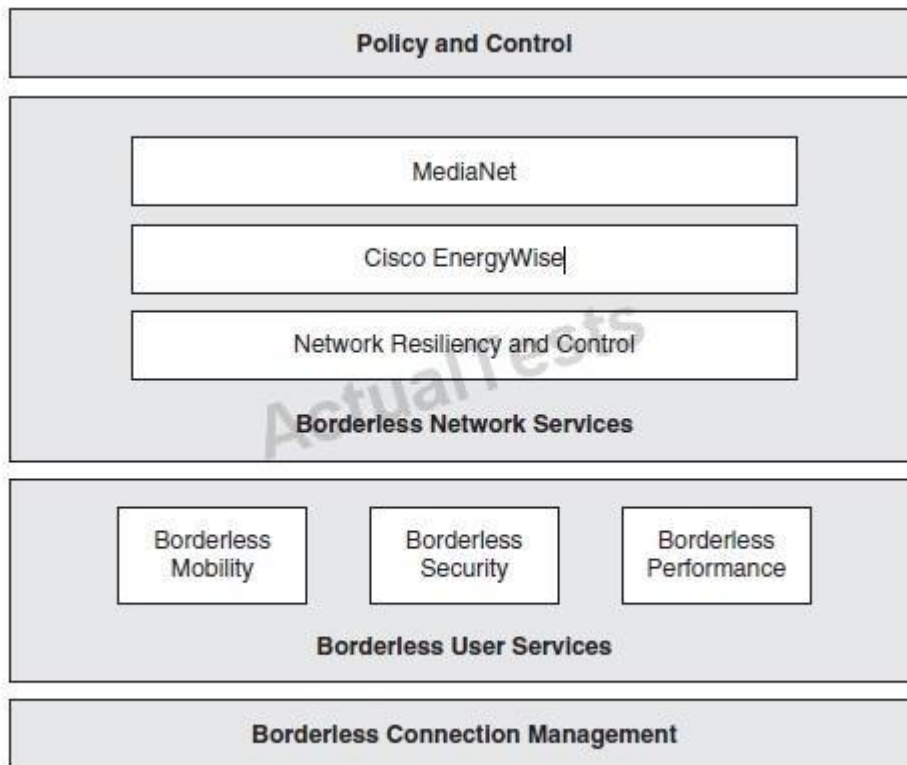 Policy and Control
MediaNet
Cisco EnergyWise
Network Resiliency and Control
ActualTests
Borderless Network Services
Borderless
Mobility
Borderless
Security
Borderless
Performance
Borderless User Services
Borderless Connection Management